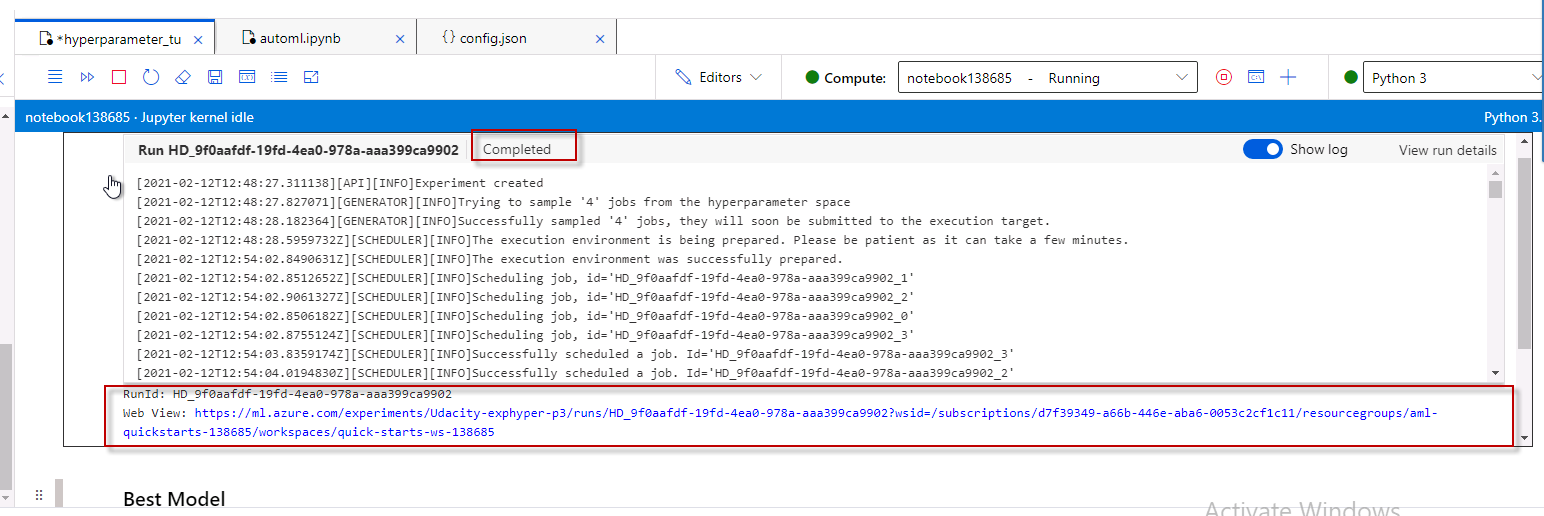 *hyperparameter_tu
automl.ipynb
{} config.json
Editors
Compute:
notebook138685 - Running
Python 3
notebook138685 · Jupyter kernel idle
Python 3.
Run HD_9f0aafdf-19fd-4ea0-978a-aaa399ca9902
Completed
Show log
View run details
[2021-02-12T12:48:27.311138][API][INFO]Experiment created
[2021-02-12T12:48:27.827071][GENERATOR][INFO]Trying to sample '4' jobs from the hyperparameter space
[2021-02-12T12:48:28.182364][GENERATOR][INFO]Successfully sampled '4' jobs, they will soon be submitted to the execution target.
[2021-02-12T12:48:28.5959732Z][SCHEDULER][INFO]The execution environment is being prepared. Please be patient as it can take a few minutes.
[2021-02-12T12:54:02.8490631Z][SCHEDULER][INFO]The execution environment was successfully prepared.
[2021-02-12T12:54:02.8512652Z][SCHEDULER][INFO]Scheduling job, id='HD_9f0aafdf-19fd-4ea0-978a-aaa399ca9902_1'
[2021-02-12T12:54:02.9061327Z][SCHEDULER][INFO]Scheduling job, id='HD_9f0aafdf-19fd-4ea0-978a-aaa399ca9902_2'
[2021-02-12T12:54:02.8506182Z][SCHEDULER][INFO]Scheduling job, id='HD_9f0aafdf-19fd-4ea0-978a-aaa399ca9902_0'
[2021-02-12T12:54:02.8755124Z][SCHEDULER][INFO]Scheduling job, id='HD_9f0aafdf-19fd-4ea0-978a-aaa399ca9902_3'
[2021-02-12T12:54:03.8359174Z][SCHEDULER][INFO]Successfully scheduled a job. Id='HD_9f0aafdf-19fd-4ea0-978a-aaa399ca9902_3'
[2021-02-12T12:54:04.0194830Z][SCHEDULER][INFO]Successfully scheduled a job. Id='HD_9f0aafdf-19fd-4ea0-978a-aaa399ca9902_2'
RunId: HD_9f0aafdf-19fd-4ea0-978a-aaa399ca9902
Web View: https://ml.azure.com/experiments/Udacity-exphyper-p3/runs/HD_9f0aafdf-19fd-4ea0-978a-aaa399ca9902?wsid=/subscriptions/d7f39349-a66b-446e-aba6-0053c2cf1c11/resourcegroups/aml-
quickstarts-138685/workspaces/quick-starts-ws-138685
Best Model
Activate Windows